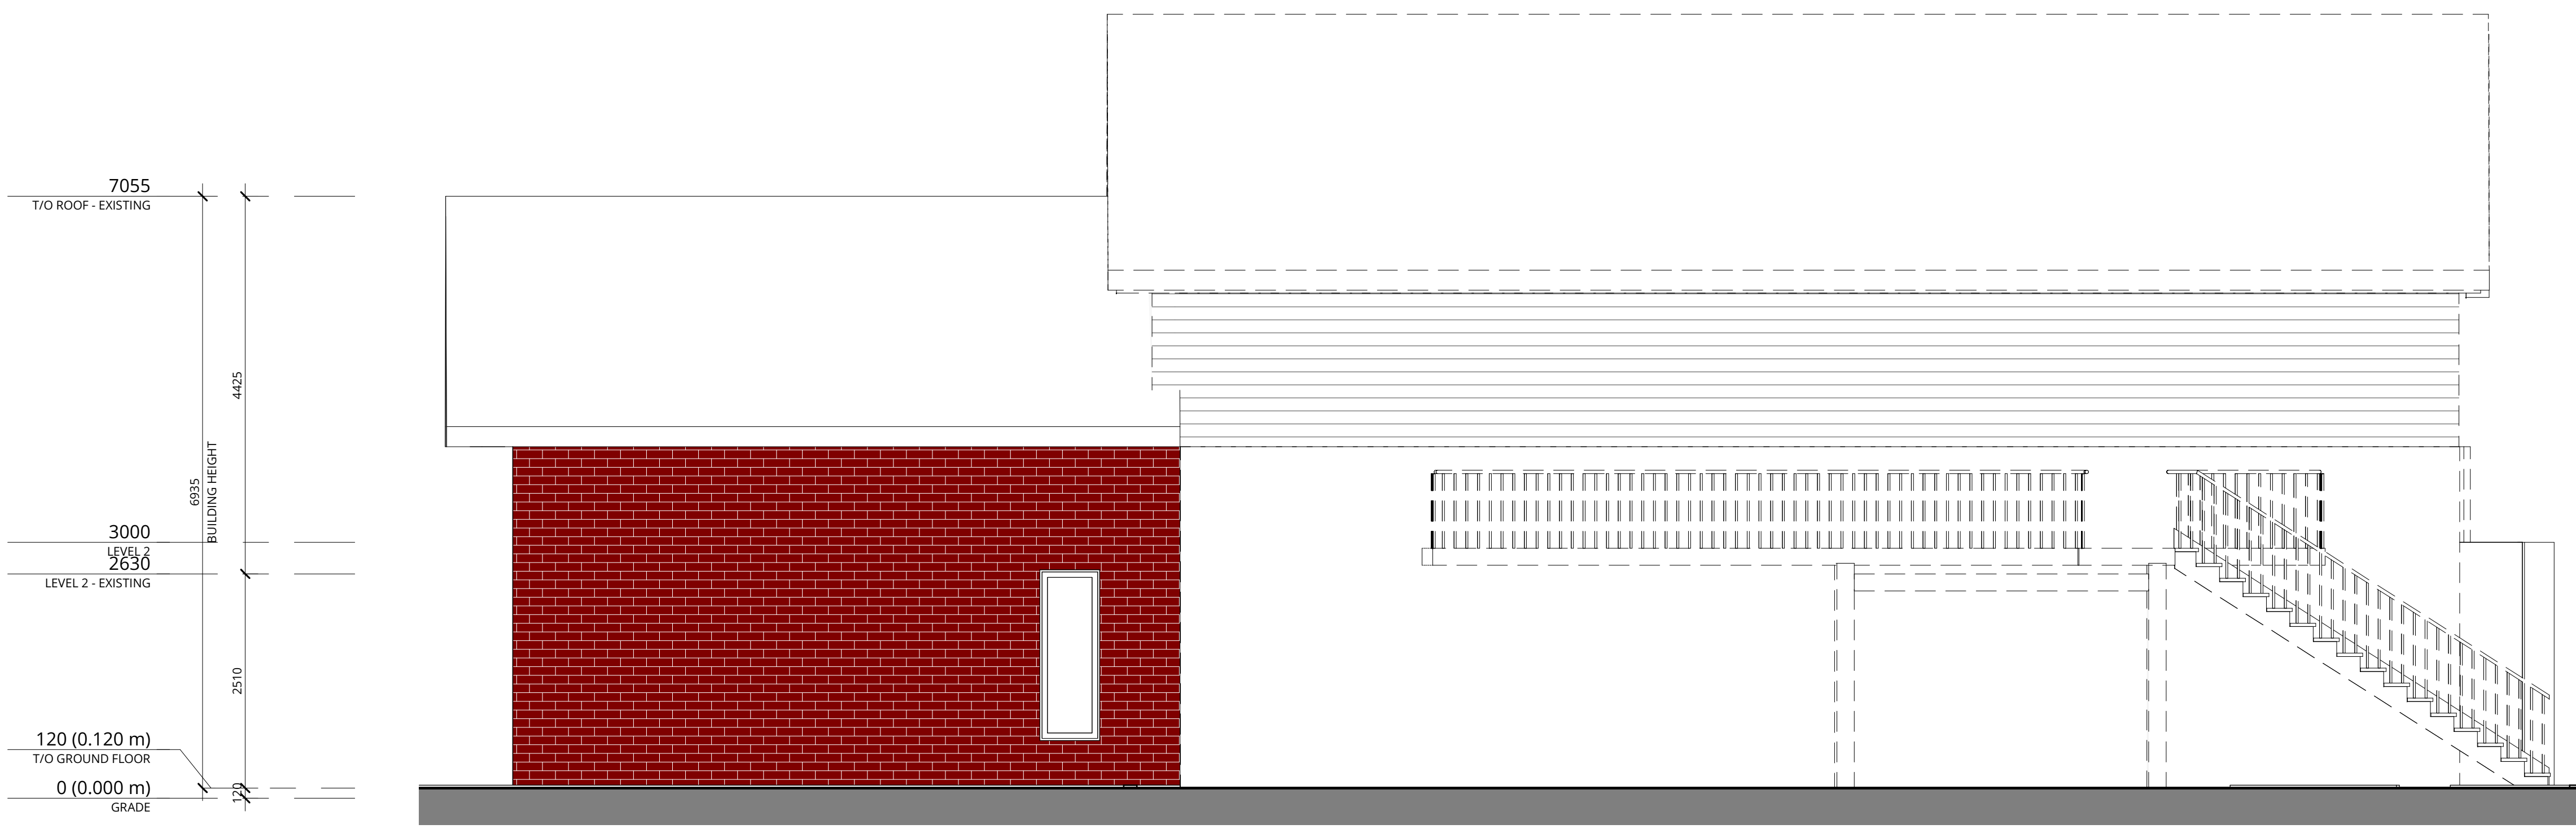 7055
T/O ROOF - EXISTING
4425
6935
BUILDING HEIGHT
3000
LEVEL 2
2630
LEVEL 2 - EXISTING
2510
120 (0.120 m)
T/O GROUND FLOOR
120
0 (0.000 m)
GRADE